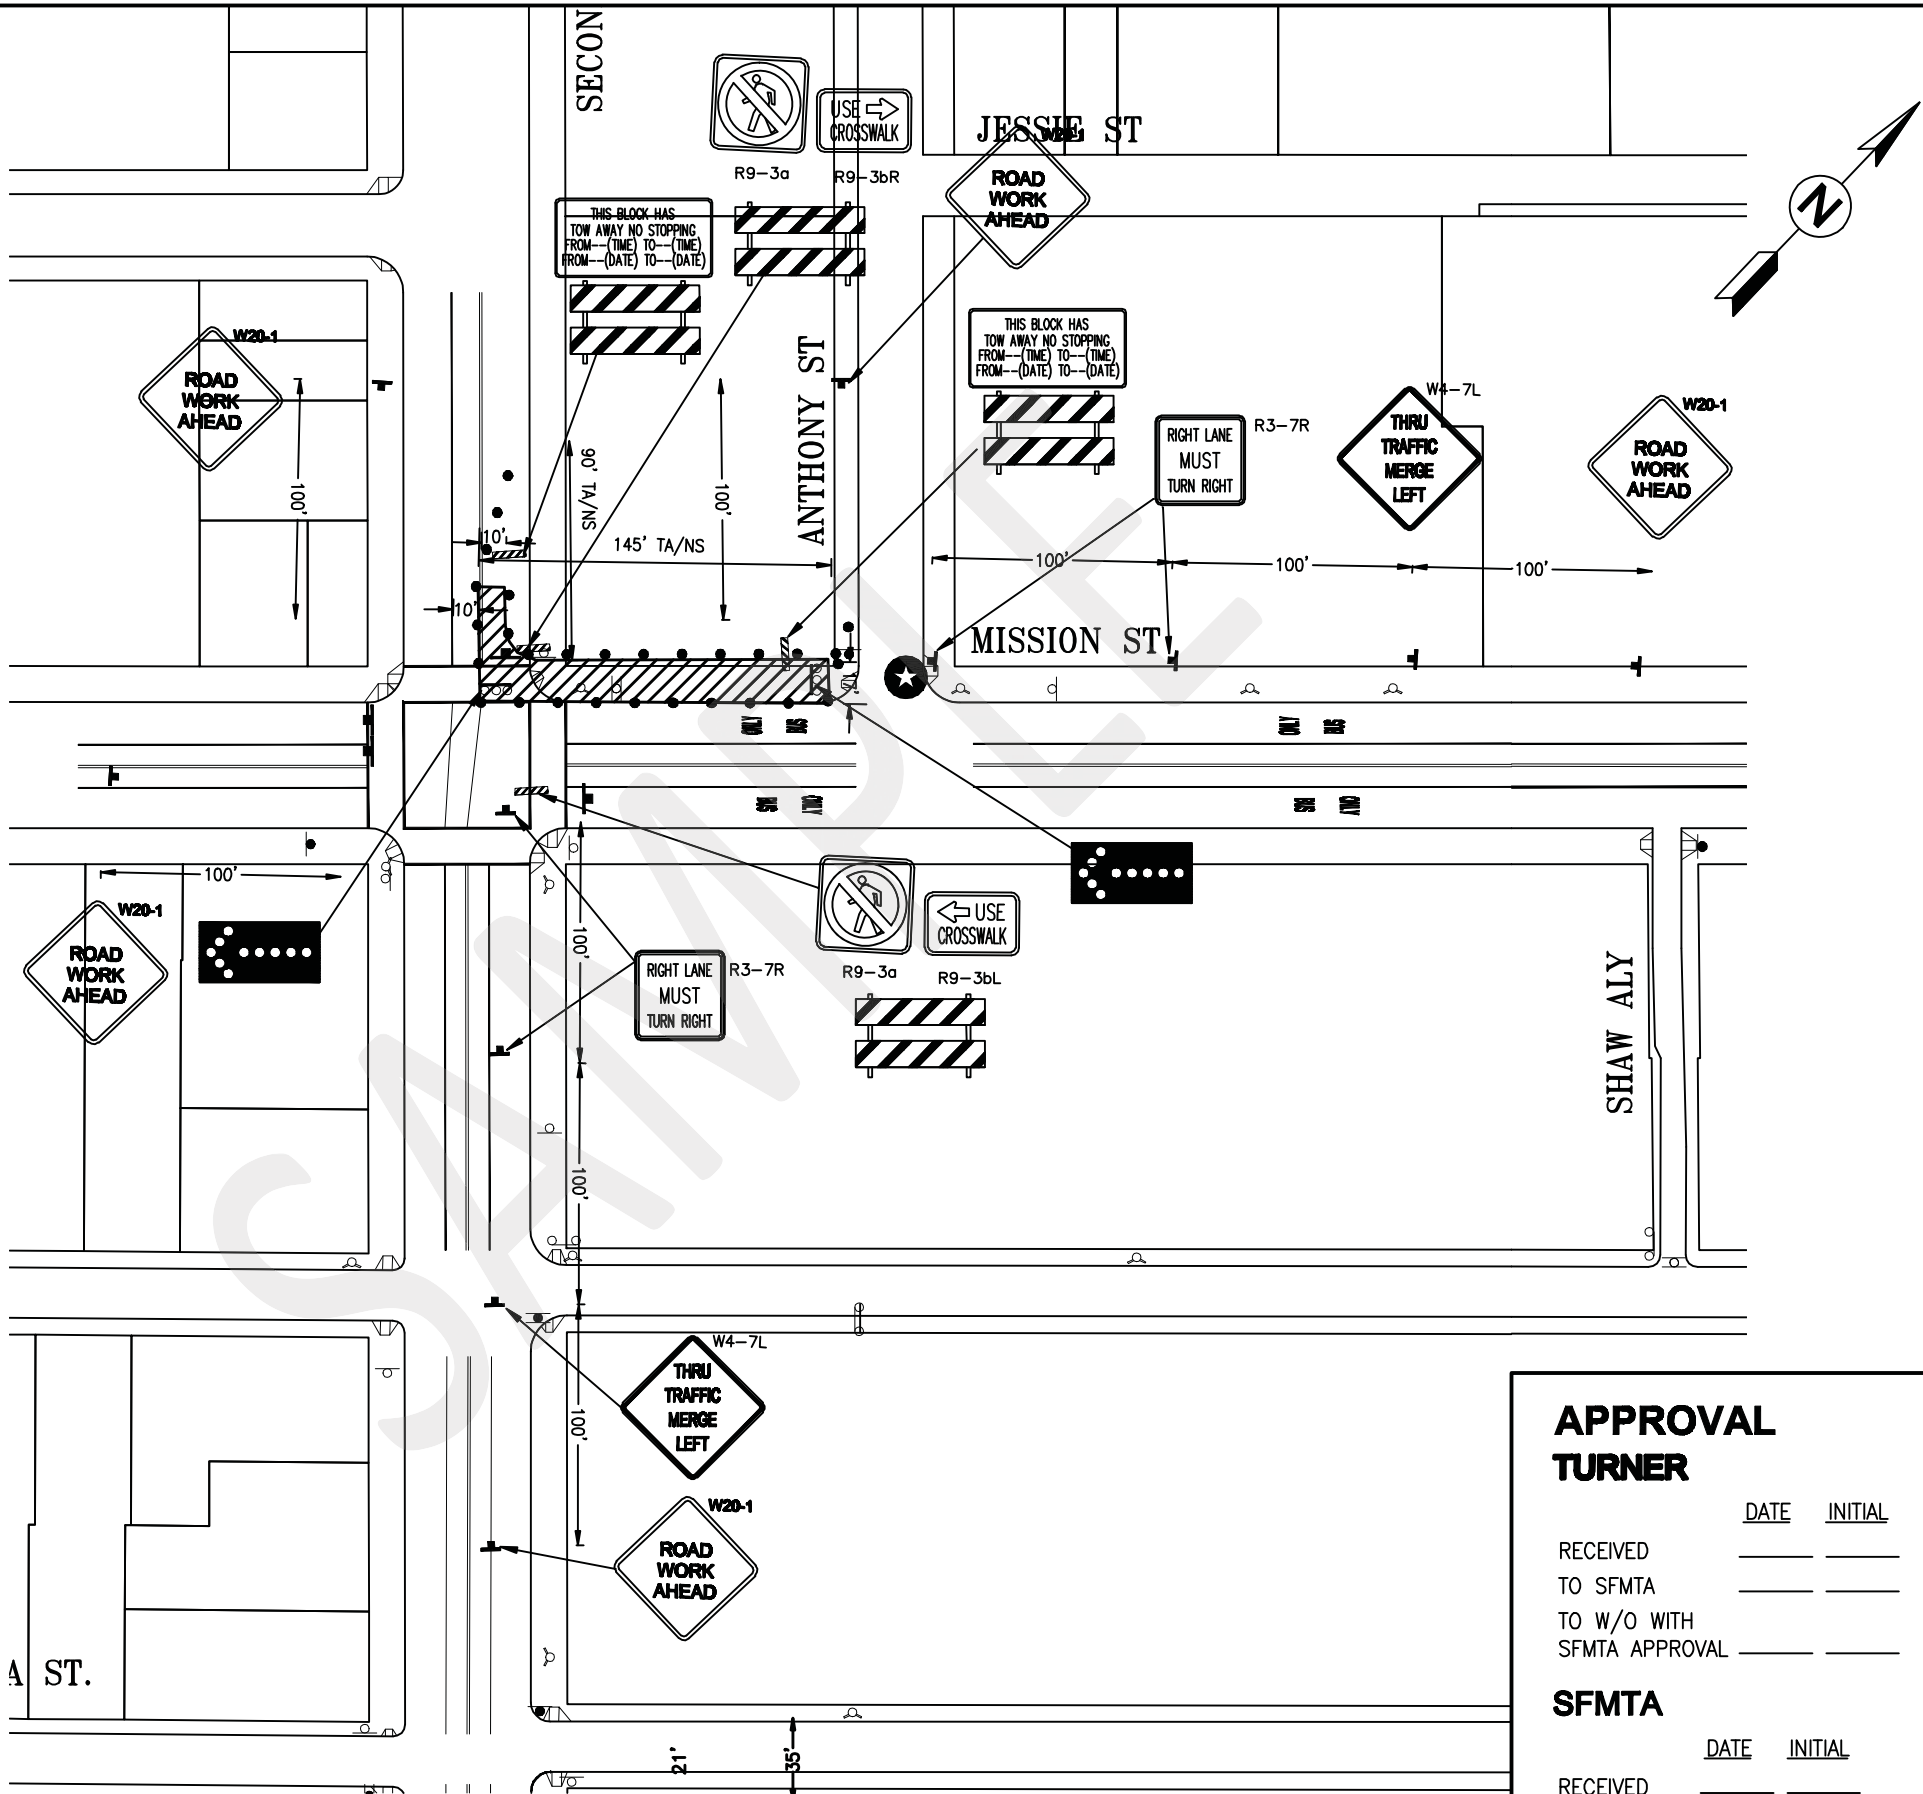 SECON
USE
CROSSWALK
R9-3a
R9-3bR
JESSIE ST
W20-1
ROAD
WORK
AHEAD
N
THIS BLOCK HAS
TOW AWAY NO STOPPING
FROM--(TIME) TO--(TIME)
FROM--(DATE) TO--(DATE)
W20-1
ROAD
WORK
AHEAD
100'
90' TA/NS
100'
ANTHONY ST
THIS BLOCK HAS
TOW AWAY NO STOPPING
FROM--(TIME) TO--(TIME)
FROM--(DATE) TO--(DATE)
RIGHT LANE
MUST
TURN RIGHT
R3-7R
W4-7L
THRU
TRAFFIC
MERGE
LEFT
W20-1
ROAD
WORK
AHEAD
10'
145' TA/NS
100'
100'
100'
10'
MISSION ST
ONLY
BUS
ONLY
BUS
BUS
ONLY
BUS
ONLY
100'
W20-1
ROAD
WORK
AHEAD
100'
RIGHT LANE
MUST
TURN RIGHT
R3-7R
USE
CROSSWALK
R9-3a
R9-3bL
SHAW ALY
100'
W4-7L
THRU
TRAFFIC
MERGE
LEFT
100'
W20-1
ROAD
WORK
AHEAD
A ST.
21'
35'
SAMPLE
APPROVAL
TURNER
DATE INITIAL
RECEIVED
TO SFMTA
TO W/O WITH
SFMTA APPROVAL
SFMTA
DATE INITIAL
RECEIVED